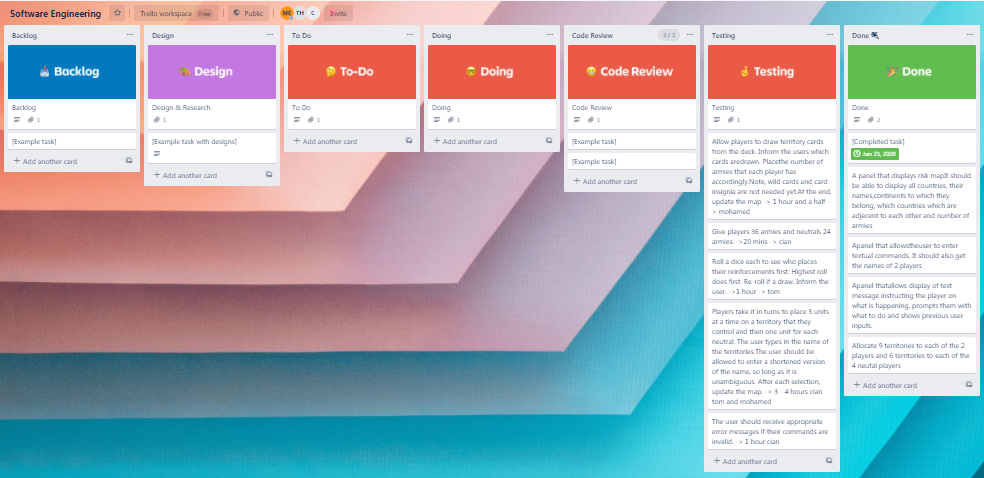 Software Engineering
Trello workspace Free
Public
ME TH C Invite
Backlog
Backlog
Backlog
1
[Example task]
+ Add another card
Design
Design
Design & Research
1
[Example task with designs]
+ Add another card
To Do
To-Do
To Do
1
+ Add another card
Doing
Doing
Doing
1
+ Add another card
Code Review
3 / 3
Code Review
Code Review
1
[Example task]
[Example task]
+ Add another card
Testing
Testing
Testing
1
Allow players to draw territory cards
from the deck. Inform the users which
cards aredrawn. Placethe number of
armies that each player has
accordingly.Note, wild cards and card
insignia are not needed yet.At the end,
update the map -> 1 hour and a half -
> mohamed
Give players 36 armies and neutrals 24
armies. ->20 mins -> cian
Roll a dice each to see who places
their reinforcements first. Highest roll
does first. Re-roll if a draw. Inform the
user. ->1 hour -> tom
Players take it in turns to place 3 units
at a time on a territory that they
control and then one unit for each
neutral. The user types in the name of
the territories.The user should be
allowed to enter a shortened version
of the name, so long as it is
unambiguous. After each selection,
update the map. -> 3 - 4 hours cian
tom and mohamed
The user should receive appropriate
error messages if their commands are
invalid. -> 1 hour cian
+ Add another card
Done
Done
Done
2
[Completed task]
Jan 23, 2020
A panel that displays risk mapIt should
be able to display all countries, their
names,continents to which they
belong, which countries which are
adjecent to each other and number of
armies
Apanel that allowstheuser to enter
textual commands. It should also get
the names of 2 players
Apanel thatallows display of text
message instructing the player on
what is happening, prompts them with
what to do and shows previous user
inputs.
Allocate 9 territories to each of the 2
players and 6 territories to each of the
4 neutal players
+ Add another card